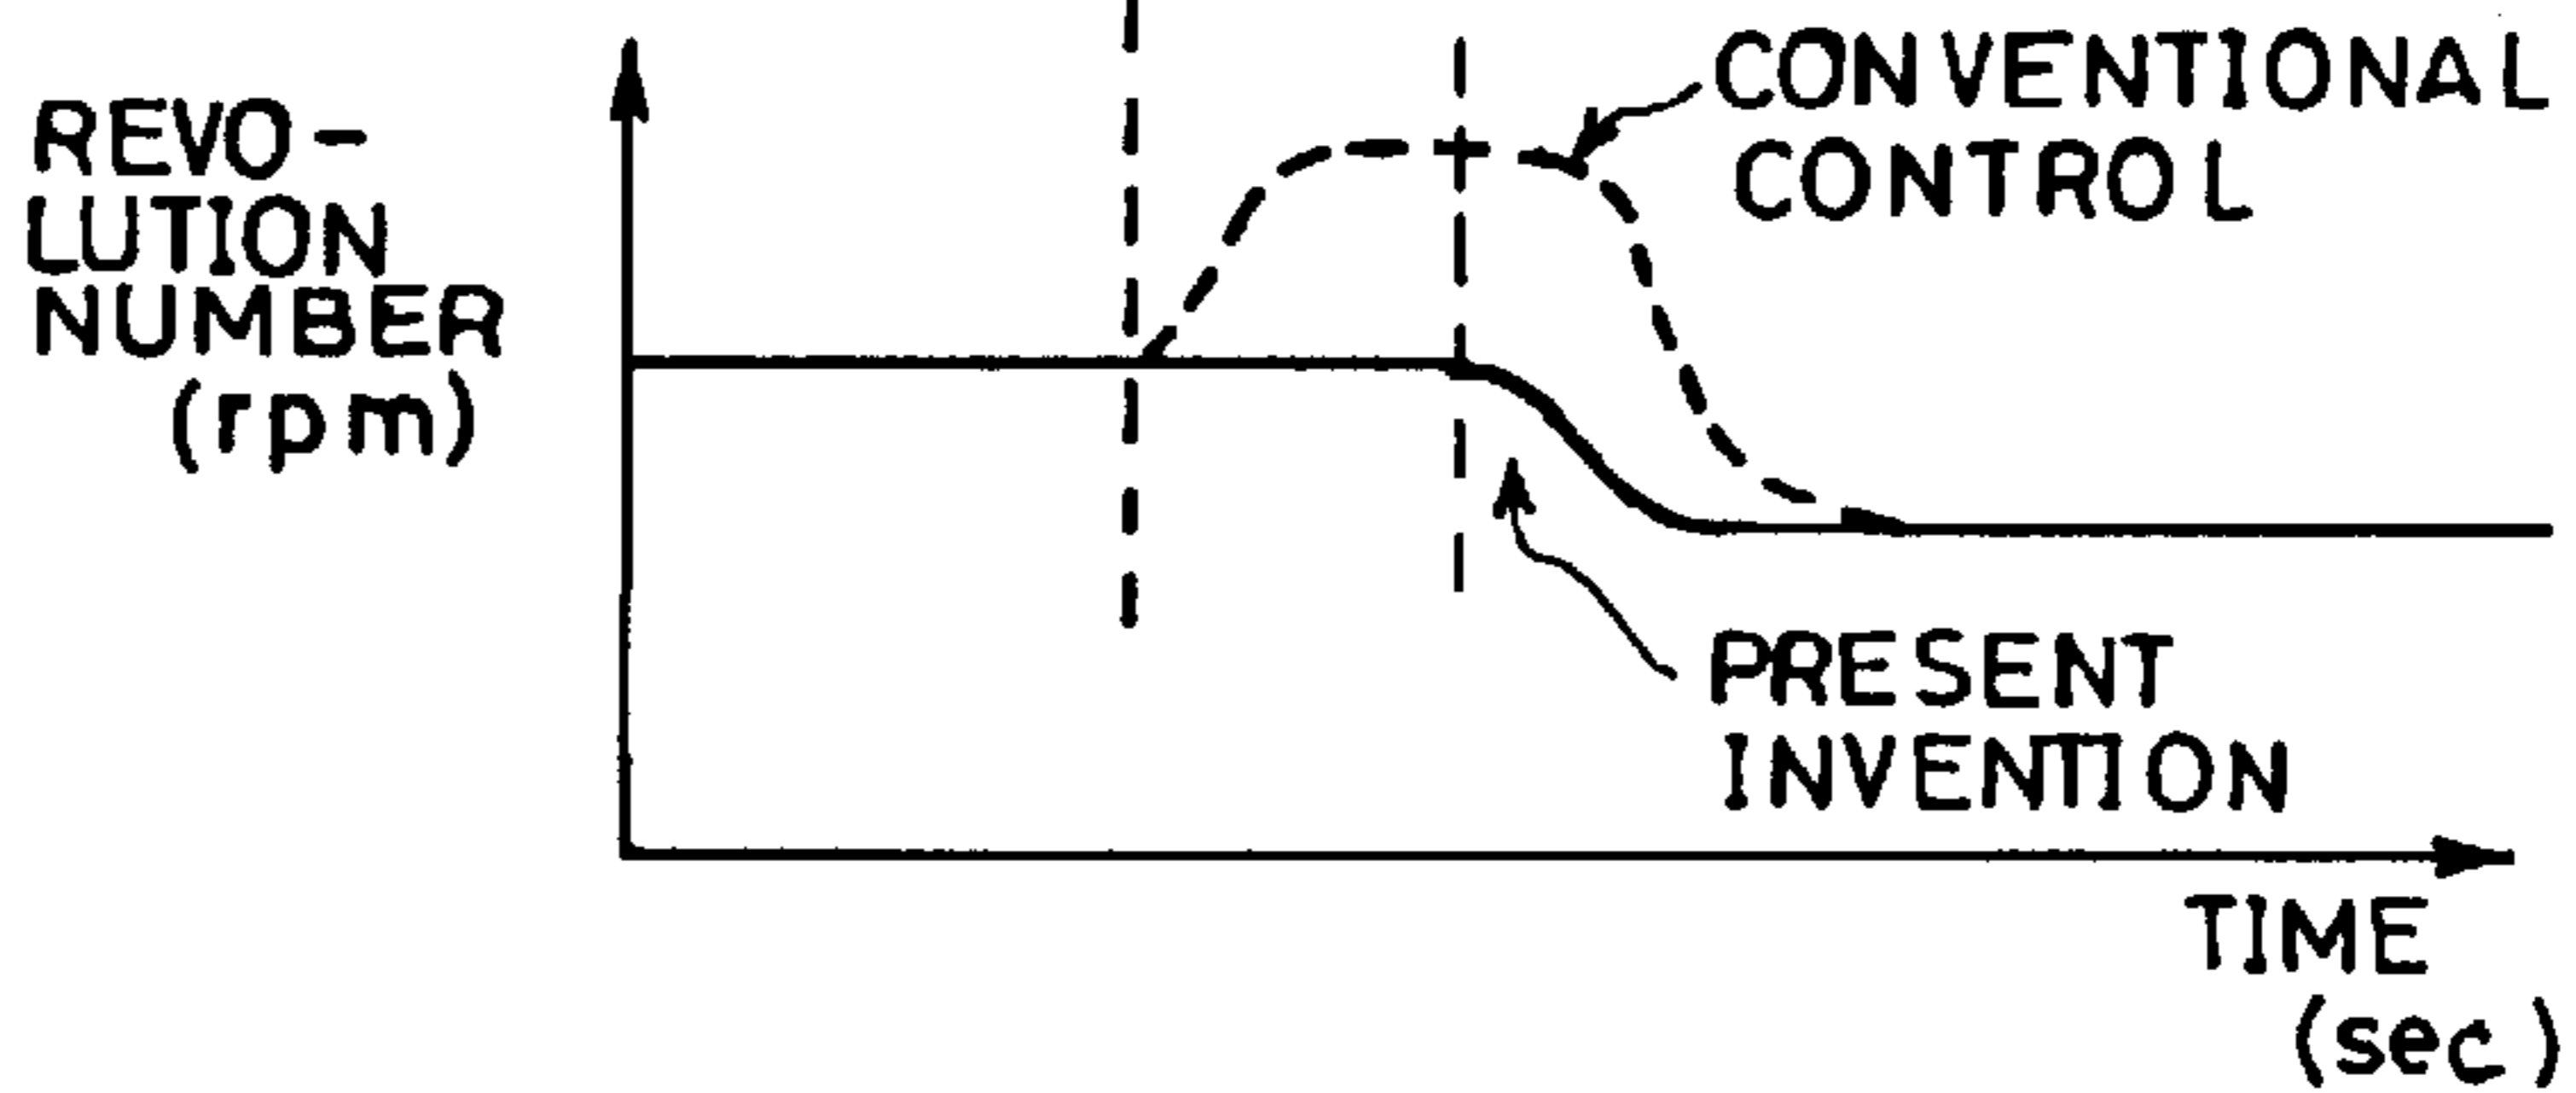 REVO-
LUTION
NUMBER
(rpm)
CONVENTIONAL
CONTROL
PRESENT
INVENTION
TIME
(sec)